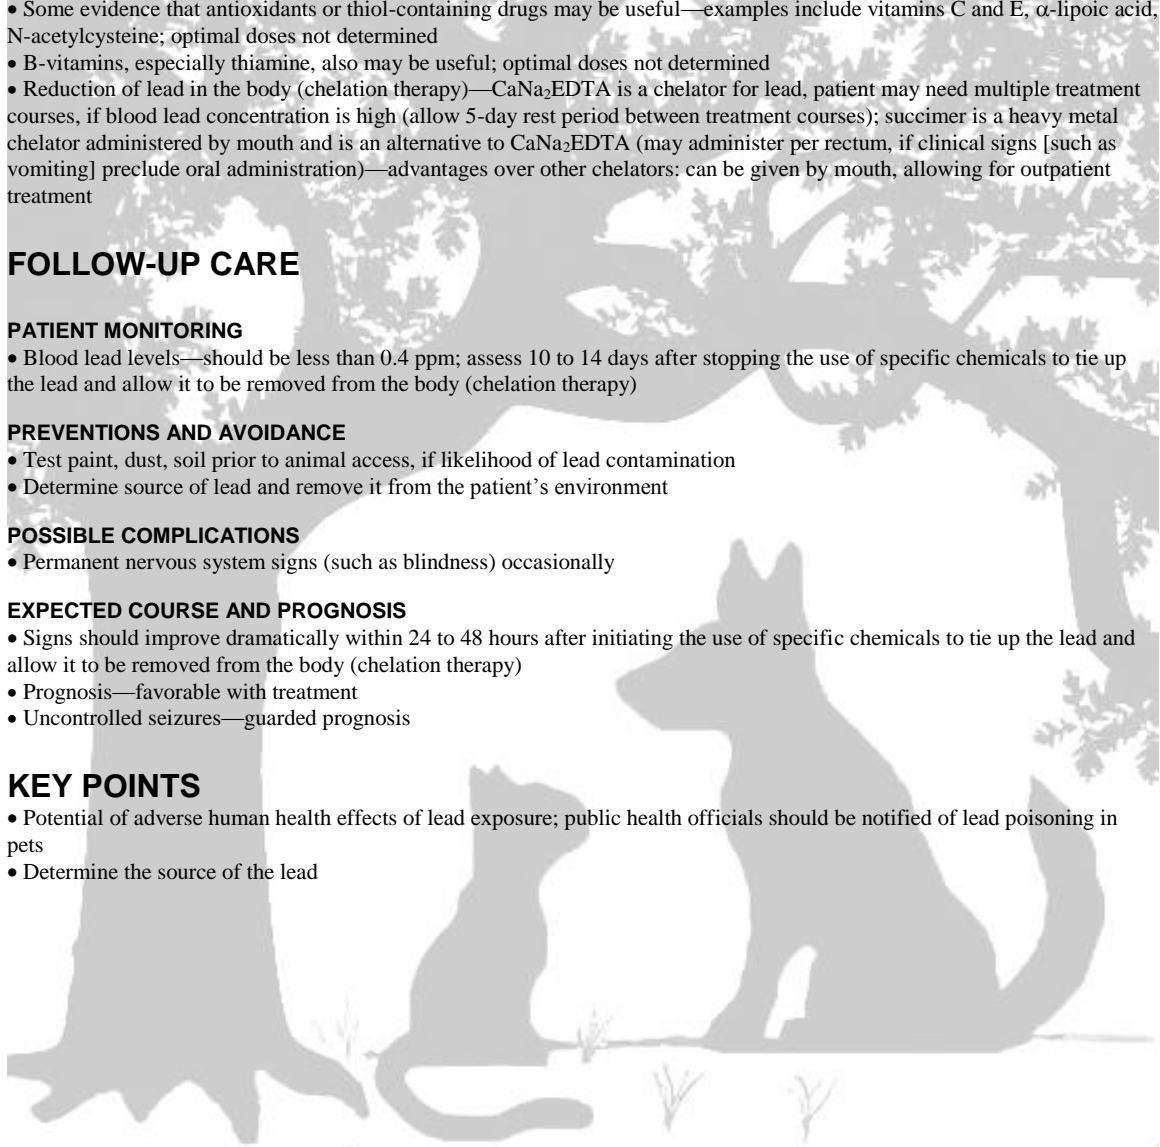 • Some evidence that antioxidants or thiol-containing drugs may be useful—examples include vitamins C and E, α-lipoic acid,
N-acetylcysteine; optimal doses not determined
• B-vitamins, especially thiamine, also may be useful; optimal doses not determined
• Reduction of lead in the body (chelation therapy)—CaNa₂EDTA is a chelator for lead, patient may need multiple treatment
courses, if blood lead concentration is high (allow 5-day rest period between treatment courses); succimer is a heavy metal
chelator administered by mouth and is an alternative to CaNa₂EDTA (may administer per rectum, if clinical signs [such as
vomiting] preclude oral administration)—advantages over other chelators: can be given by mouth, allowing for outpatient
treatment
FOLLOW-UP CARE
PATIENT MONITORING
• Blood lead levels—should be less than 0.4 ppm; assess 10 to 14 days after stopping the use of specific chemicals to tie up
the lead and allow it to be removed from the body (chelation therapy)
PREVENTIONS AND AVOIDANCE
• Test paint, dust, soil prior to animal access, if likelihood of lead contamination
• Determine source of lead and remove it from the patient’s environment
POSSIBLE COMPLICATIONS
• Permanent nervous system signs (such as blindness) occasionally
EXPECTED COURSE AND PROGNOSIS
• Signs should improve dramatically within 24 to 48 hours after initiating the use of specific chemicals to tie up the lead and
allow it to be removed from the body (chelation therapy)
• Prognosis—favorable with treatment
• Uncontrolled seizures—guarded prognosis
KEY POINTS
• Potential of adverse human health effects of lead exposure; public health officials should be notified of lead poisoning in
pets
• Determine the source of the lead